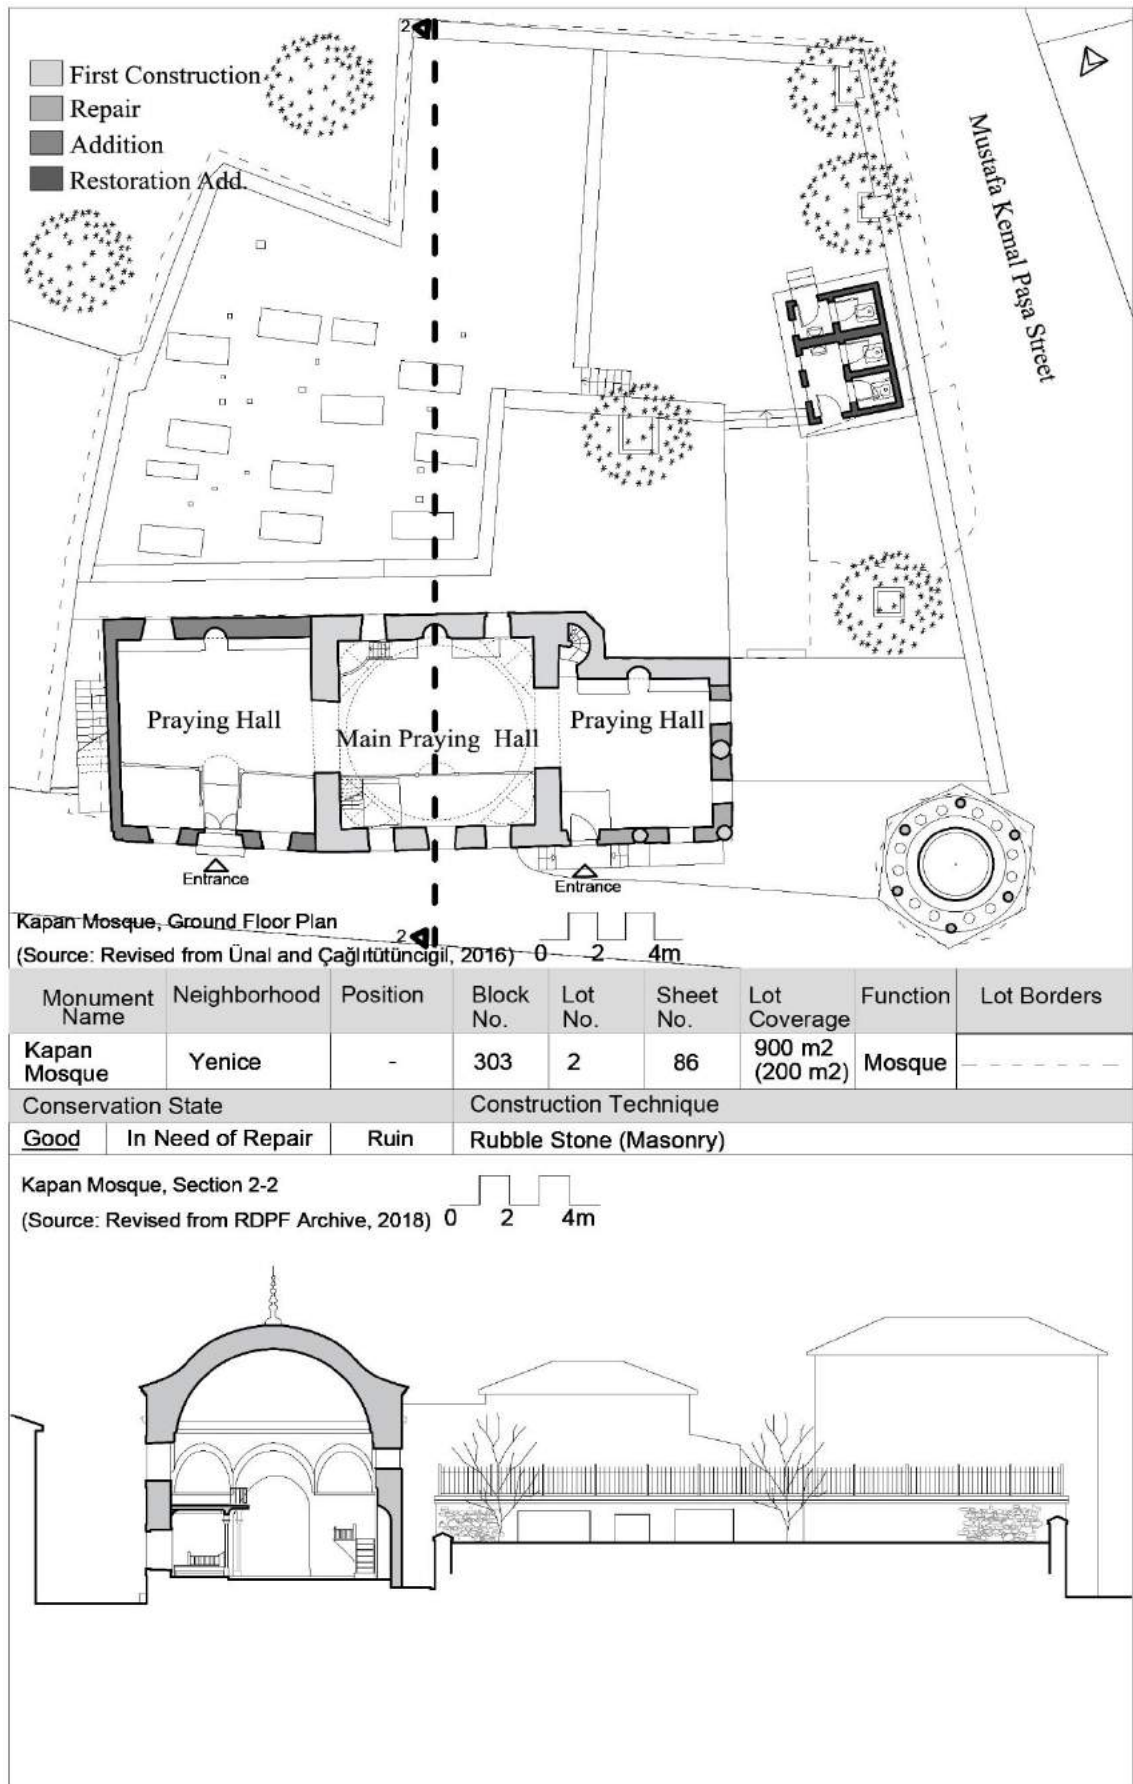 2
First Construction
Repair
Addition
Restoration Add.
Mustafa Kemal Paşa Street
Praying Hall
Main Praying Hall
Praying Hall
Entrance
Entrance
Kapan Mosque, Ground Floor Plan
2
(Source: Revised from Ünal and Çağlıtütüncigil, 2016)
0 2 4m
Monument Name
Neighborhood
Position
Block No.
Lot No.
Sheet No.
Lot Coverage
Function
Lot Borders
Kapan Mosque
Yenice
-
303
2
86
900 m2 (200 m2)
Mosque
Conservation State
Construction Technique
Good
In Need of Repair
Ruin
Rubble Stone (Masonry)
Kapan Mosque, Section 2-2
(Source: Revised from RDPF Archive, 2018)
0 2 4m